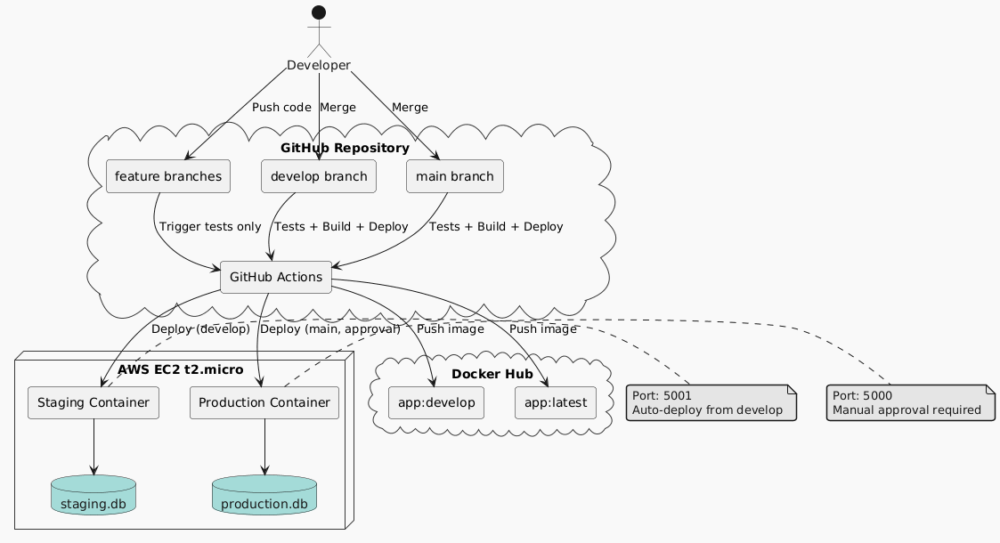 Developer
Push code
Merge
Merge
GitHub Repository
feature branches
develop branch
main branch
Trigger tests only
Tests + Build + Deploy
Tests + Build + Deploy
GitHub Actions
Deploy (develop)
Deploy (main, approval)
Push image
Push image
AWS EC2 t2.micro
Docker Hub
Staging Container
Production Container
app:develop
app:latest
Port: 5001
Auto-deploy from develop
Port: 5000
Manual approval required
staging.db
production.db